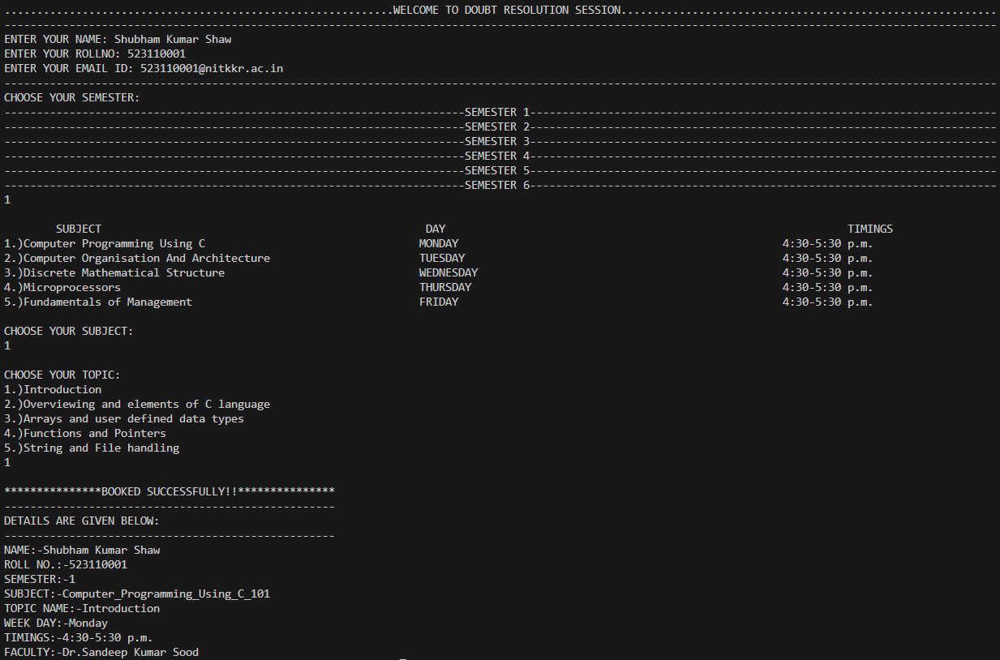 ............................................................WELCOME TO DOUBT RESOLUTION SESSION..........................................................
---------------------------------------------------------------------------------------------------------------------------------------------------------
ENTER YOUR NAME: Shubham Kumar Shaw
ENTER YOUR ROLLNO: 523110001
ENTER YOUR EMAIL ID: 523110001@nitkkr.ac.in
---------------------------------------------------------------------------------------------------------------------------------------------------------
CHOOSE YOUR SEMESTER:
-----------------------------------------------------------------------SEMESTER 1------------------------------------------------------------------------
-----------------------------------------------------------------------SEMESTER 2------------------------------------------------------------------------
-----------------------------------------------------------------------SEMESTER 3------------------------------------------------------------------------
-----------------------------------------------------------------------SEMESTER 4------------------------------------------------------------------------
-----------------------------------------------------------------------SEMESTER 5------------------------------------------------------------------------
-----------------------------------------------------------------------SEMESTER 6------------------------------------------------------------------------
1
SUBJECT DAY TIMINGS
1.)Computer Programming Using C MONDAY 4:30-5:30 p.m.
2.)Computer Organisation And Architecture TUESDAY 4:30-5:30 p.m.
3.)Discrete Mathematical Structure WEDNESDAY 4:30-5:30 p.m.
4.)Microprocessors THURSDAY 4:30-5:30 p.m.
5.)Fundamentals of Management FRIDAY 4:30-5:30 p.m.
CHOOSE YOUR SUBJECT:
1
CHOOSE YOUR TOPIC:
1.)Introduction
2.)Overviewing and elements of C language
3.)Arrays and user defined data types
4.)Functions and Pointers
5.)String and File handling
1
***************BOOKED SUCCESSFULLY!!***************
---------------------------------------------------
DETAILS ARE GIVEN BELOW:
---------------------------------------------------
NAME:-Shubham Kumar Shaw
ROLL NO.:-523110001
SEMESTER:-1
SUBJECT:-Computer_Programming_Using_C_101
TOPIC NAME:-Introduction
WEEK DAY:-Monday
TIMINGS:-4:30-5:30 p.m.
FACULTY:-Dr.Sandeep Kumar Sood